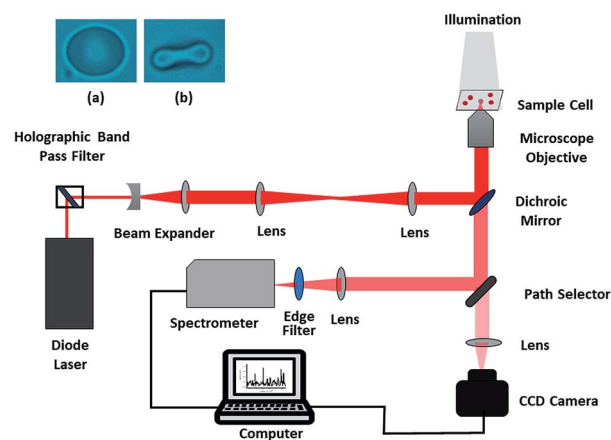 Illumination
(a)
(b)
Sample Cell
Holographic Band
Pass Filter
Microscope
Objective
Dichroic
Mirror
Beam Expander
Lens
Lens
Path Selector
Spectrometer
Edge
Filter
Lens
Diode
Laser
Lens
CCD Camera
Computer